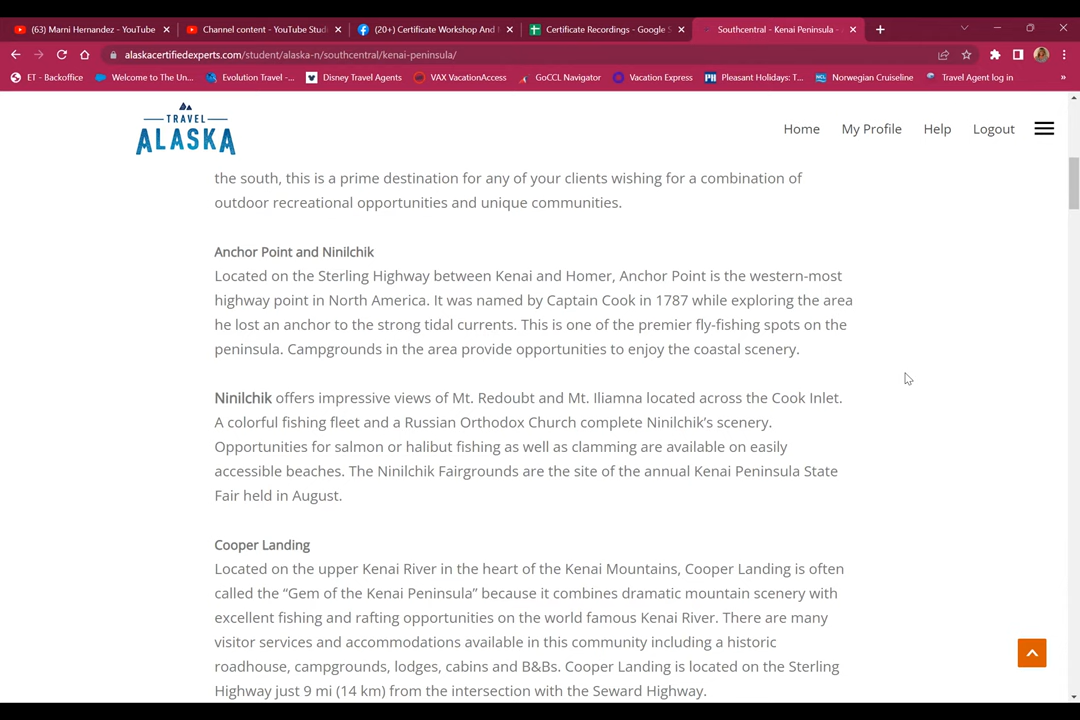 (63) Marni Hernandez - YouTube
Channel content - YouTube Stud
(20+) Certificate Workshop And
Certificate Recordings - Google S
Southcentral - Kenai Peninsula -
alaskacertifiedexperts.com/student/alaska-n/southcentral/kenai-peninsula/
ET - Backoffice
Welcome to The Un...
Evolution Travel -...
Disney Travel Agents
VAX VacationAccess
GoCCL Navigator
Vacation Express
Pleasant Holidays: T...
Norwegian Cruiseline
Travel Agent log in
TRAVEL
ALASKA
Home
My Profile
Help
Logout
the south, this is a prime destination for any of your clients wishing for a combination of
outdoor recreational opportunities and unique communities.
Anchor Point and Ninilchik
Located on the Sterling Highway between Kenai and Homer, Anchor Point is the western-most
highway point in North America. It was named by Captain Cook in 1787 while exploring the area
he lost an anchor to the strong tidal currents. This is one of the premier fly-fishing spots on the
peninsula. Campgrounds in the area provide opportunities to enjoy the coastal scenery.
Ninilchik offers impressive views of Mt. Redoubt and Mt. Iliamna located across the Cook Inlet.
A colorful fishing fleet and a Russian Orthodox Church complete Ninilchik's scenery.
Opportunities for salmon or halibut fishing as well as clamming are available on easily
accessible beaches. The Ninilchik Fairgrounds are the site of the annual Kenai Peninsula State
Fair held in August.
Cooper Landing
Located on the upper Kenai River in the heart of the Kenai Mountains, Cooper Landing is often
called the “Gem of the Kenai Peninsula” because it combines dramatic mountain scenery with
excellent fishing and rafting opportunities on the world famous Kenai River. There are many
visitor services and accommodations available in this community including a historic
roadhouse, campgrounds, lodges, cabins and B&Bs. Cooper Landing is located on the Sterling
Highway just 9 mi (14 km) from the intersection with the Seward Highway.